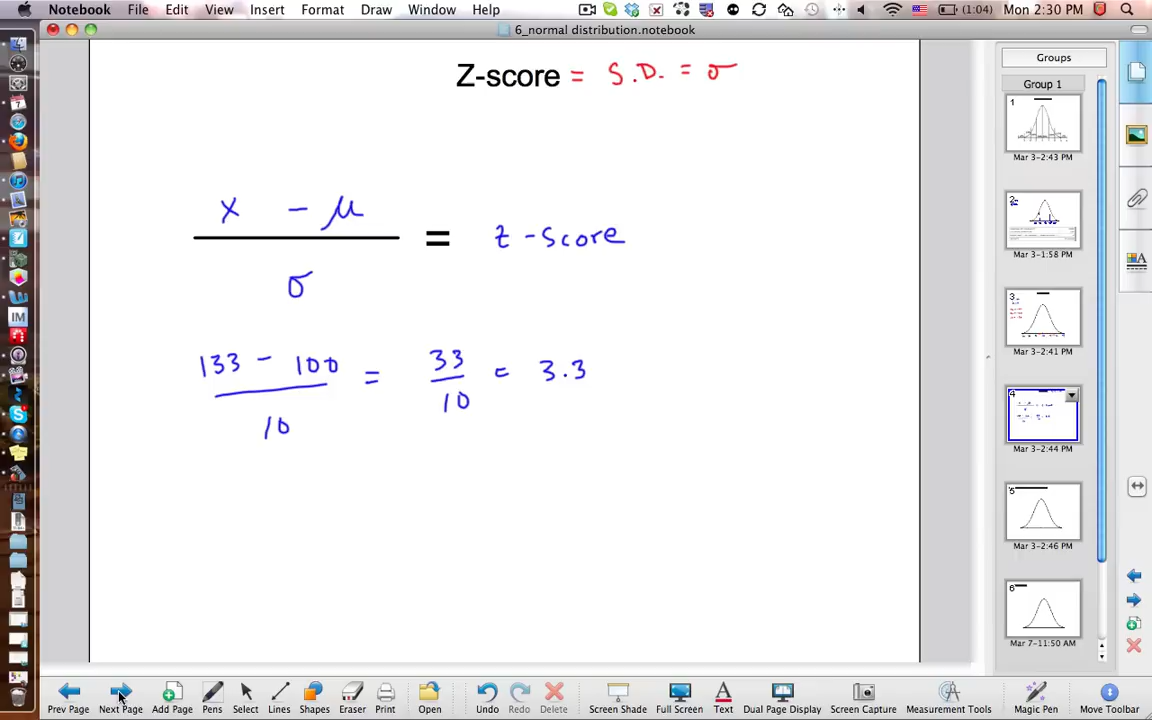 Notebook File Edit View Insert Format Draw Window Help (1:04) Mon 2:30 PM
6_normal distribution.notebook
Z-score = S.D. = σ
x - μ
= z-score
σ
133 - 100 = 33 = 3.3
10 10
Groups
Group 1
1
Mar 3-2:43 PM
2
Mar 3-1:58 PM
3
Mar 3-2:41 PM
4
Mar 3-2:44 PM
5
Mar 3-2:46 PM
6
Mar 7-11:50 AM
Prev Page Next Page Add Page Pens Select Lines Shapes Eraser Print Open Undo Redo Delete Screen Shade Full Screen Text Dual Page Display Screen Capture Measurement Tools Magic Pen Move Toolbar